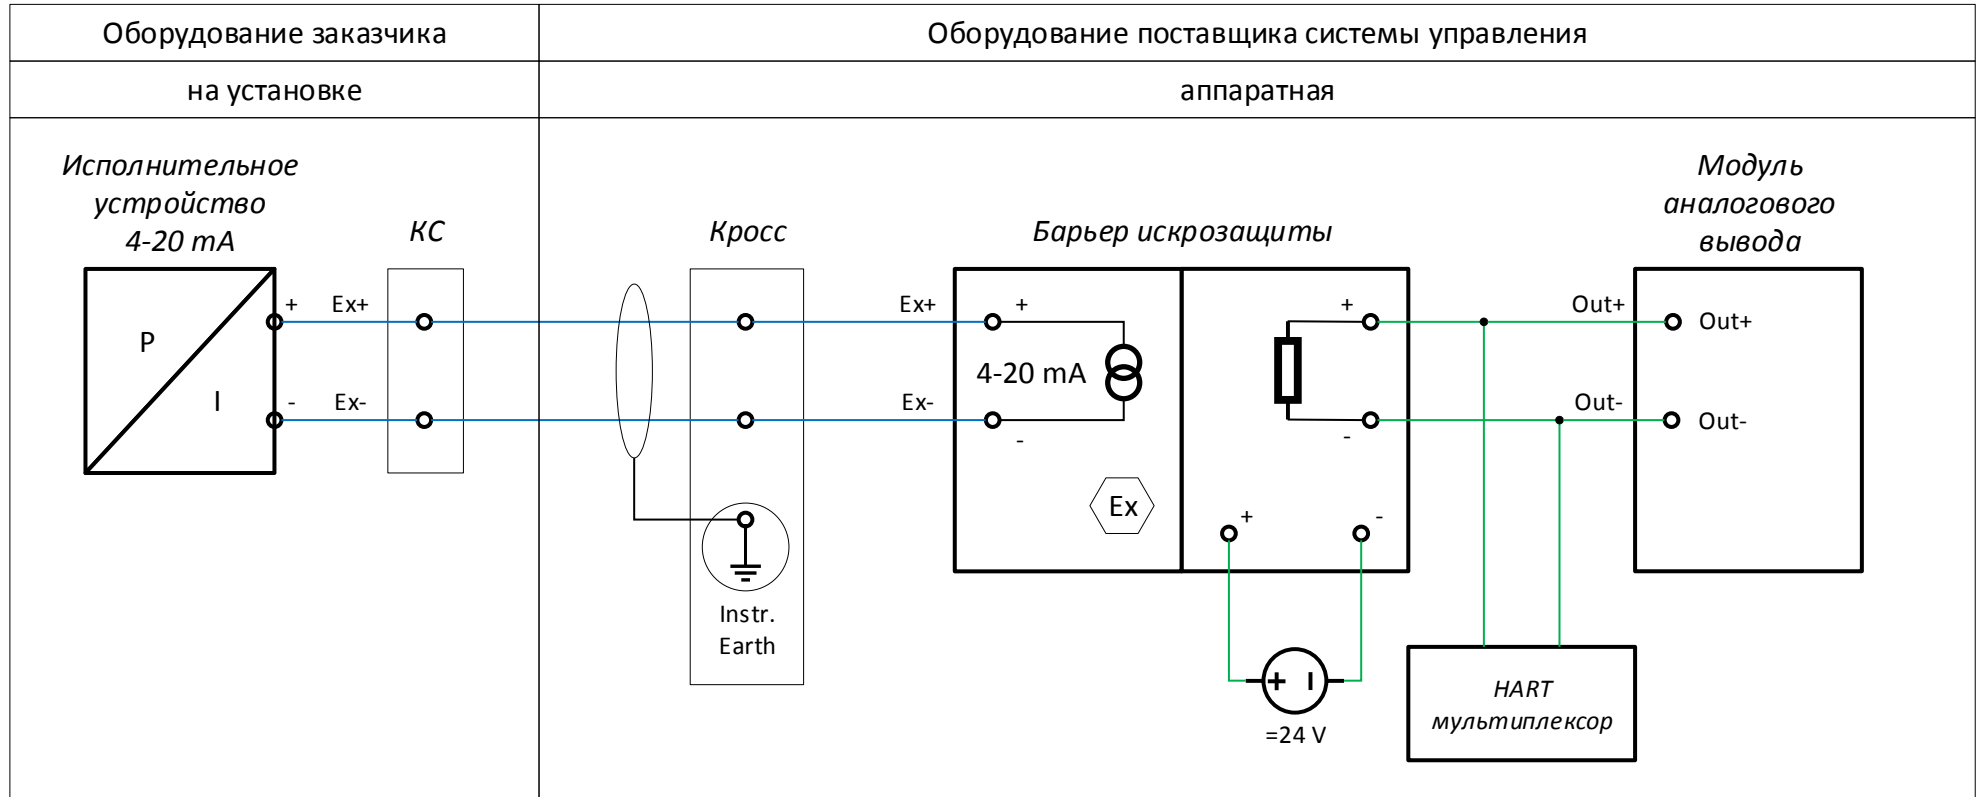 Оборудование заказчика
Оборудование поставщика системы управления
на установке
аппаратная
Исполнительное
устройство
4-20 mA
КС
Кросс
Барьер искрозащиты
Модуль
аналогового
вывода
P
I
+
Ex+
-
Ex-
Ex+
Ex-
+
4-20 mA
-
Ex
+
-
+
-
Out+
Out-
Out+
Out-
Instr.
Earth
+
-
=24 V
HART
мультиплексор